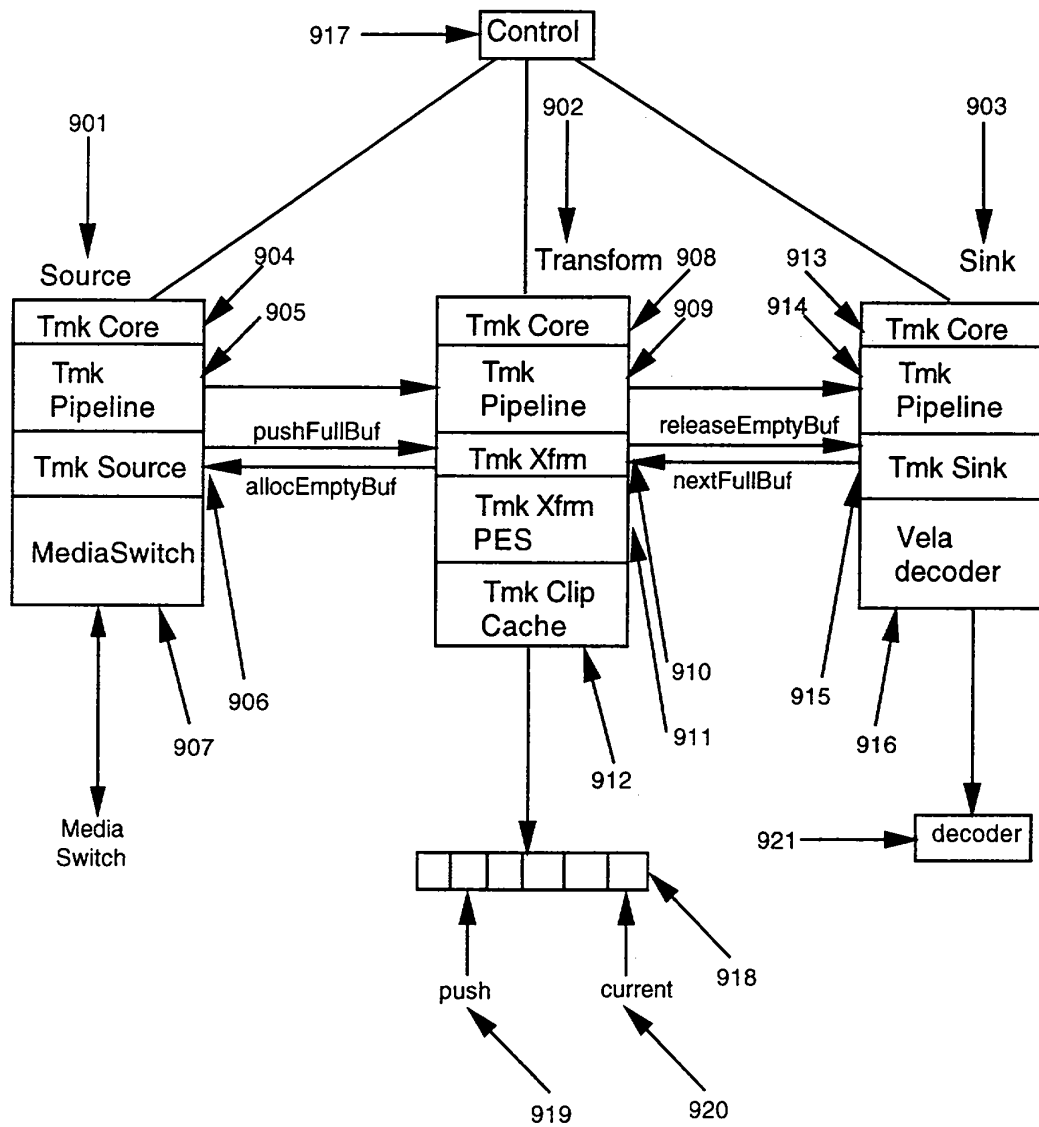 917
Control
901
902
903
Source
904
Transform
908
913
Sink
905
909
914
Tmk Core
Tmk
Pipeline
Tmk Source
MediaSwitch
pushFullBuf
allocEmptyBuf
Tmk Core
Tmk
Pipeline
Tmk Xfrm
Tmk Xfrm
PES
Tmk Clip
Cache
releaseEmptyBuf
nextFullBuf
Tmk Core
Tmk
Pipeline
Tmk Sink
Vela
decoder
906
907
910
911
912
915
916
Media
Switch
921
decoder
918
push
current
919
920